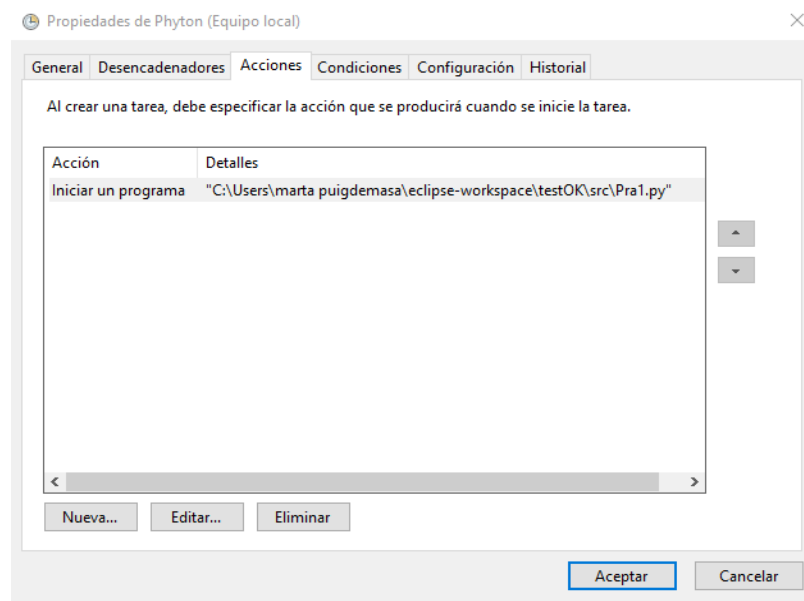 Propiedades de Phyton (Equipo local)
General Desencadenadores Acciones Condiciones Configuración Historial
Al crear una tarea, debe especificar la acción que se producirá cuando se inicie la tarea.
Acción Detalles
Iniciar un programa "C:\Users\marta puigdemasa\eclipse-workspace\testOK\src\Pra1.py"
Nueva... Editar... Eliminar
Aceptar Cancelar